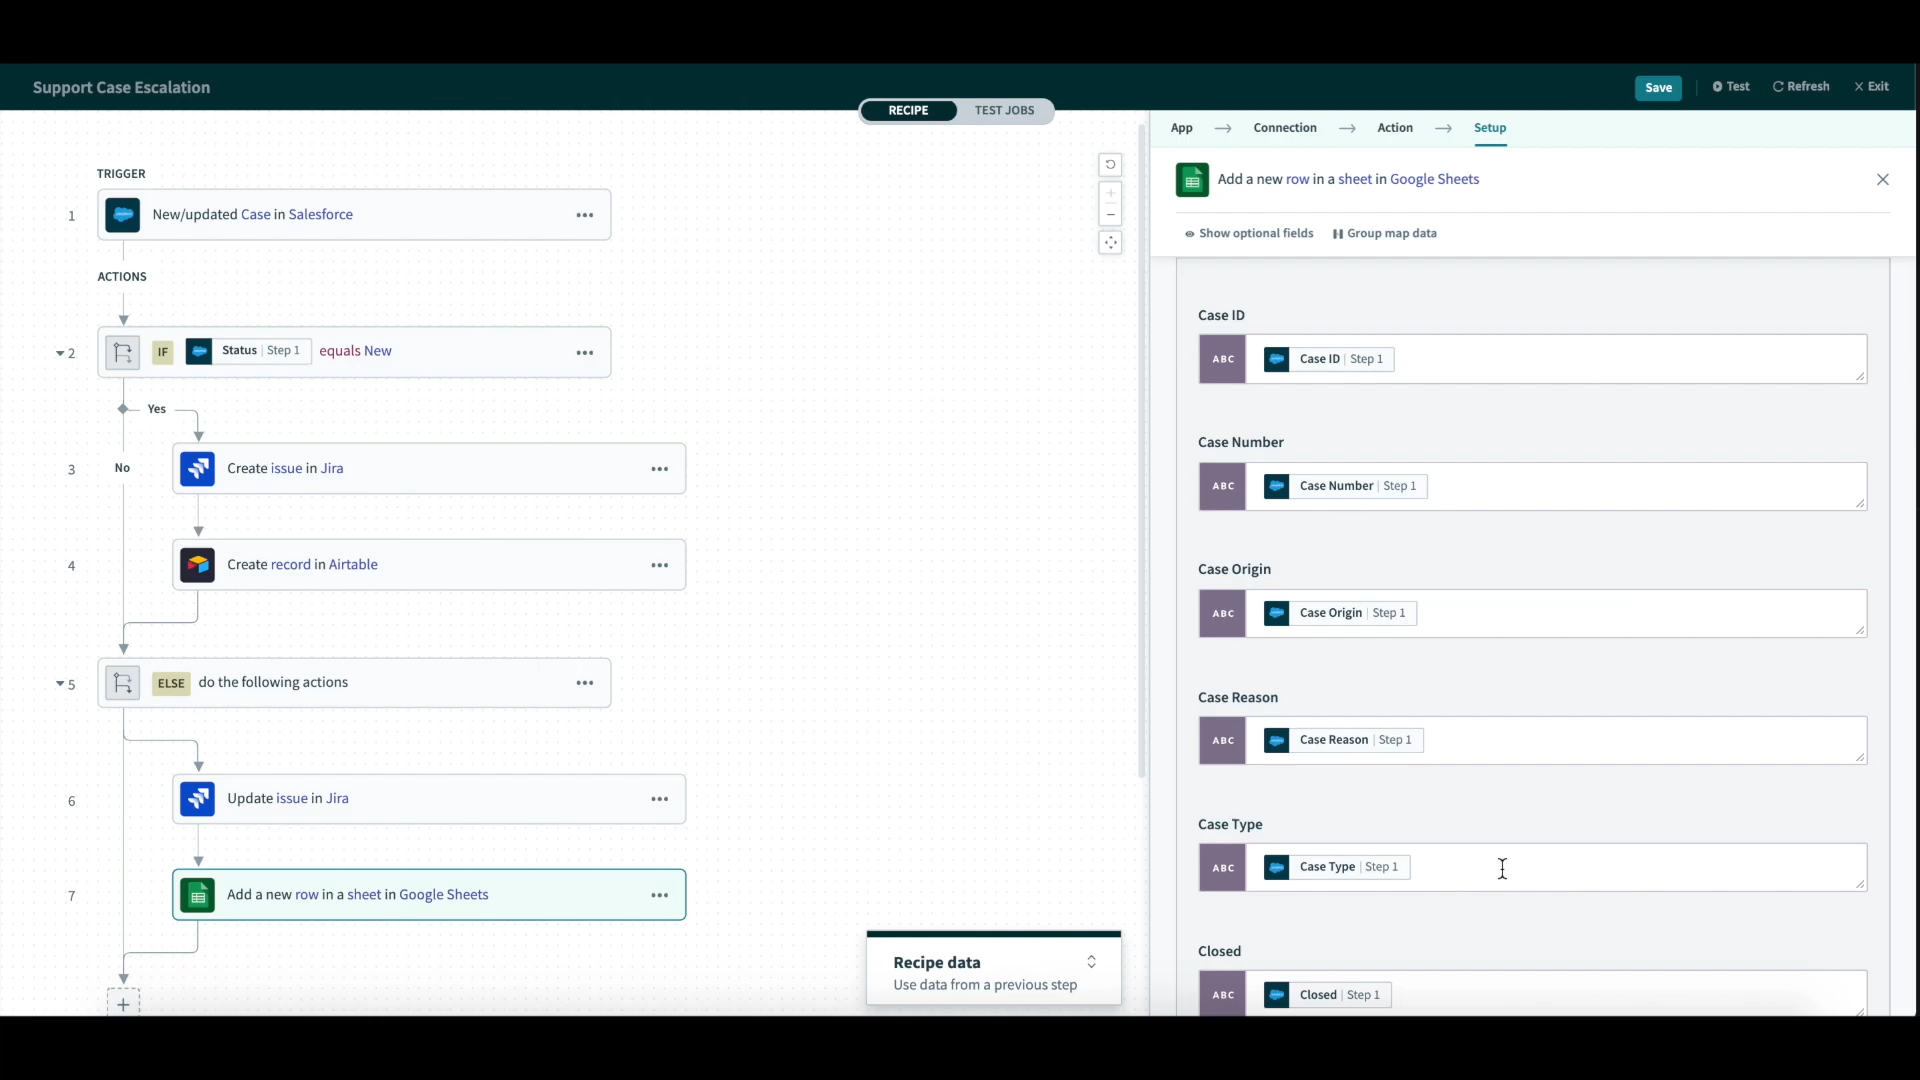 Support Case Escalation
Save
Test
Refresh
Exit
RECIPE
TEST JOBS
TRIGGER
1
New/updated Case in Salesforce
ACTIONS
2
IF
Status | Step 1
equals New
Yes
No
3
Create issue in Jira
4
Create record in Airtable
5
ELSE
do the following actions
6
Update issue in Jira
7
Add a new row in a sheet in Google Sheets
Recipe data
Use data from a previous step
App
Connection
Action
Setup
Add a new row in a sheet in Google Sheets
Show optional fields
Group map data
Case ID
ABC
Case ID | Step 1
Case Number
ABC
Case Number | Step 1
Case Origin
ABC
Case Origin | Step 1
Case Reason
ABC
Case Reason | Step 1
Case Type
ABC
Case Type | Step 1
Closed
ABC
Closed | Step 1